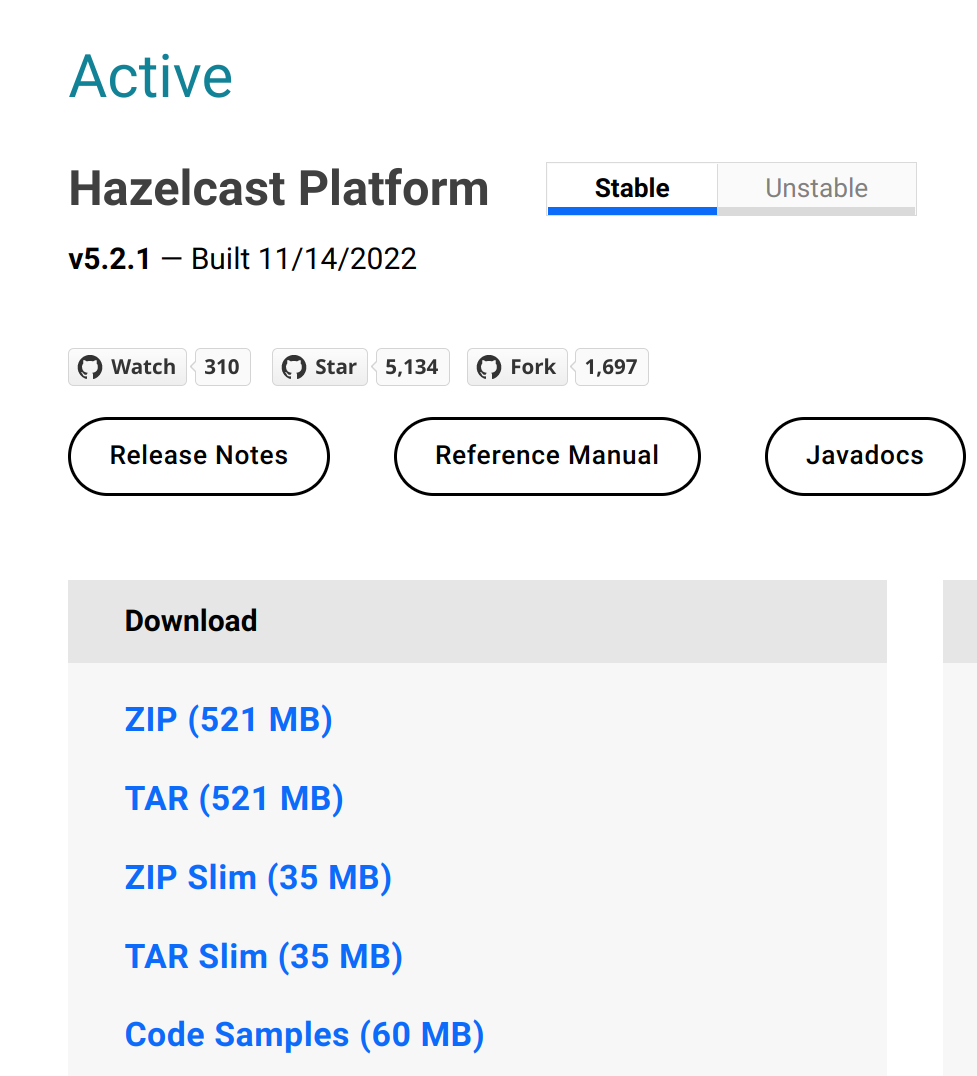 Active
Hazelcast Platform
Stable Unstable
v5.2.1 — Built 11/14/2022
Watch 310 Star 5,134 Fork 1,697
Release Notes Reference Manual Javadocs
Download
ZIP (521 MB)
TAR (521 MB)
ZIP Slim (35 MB)
TAR Slim (35 MB)
Code Samples (60 MB)